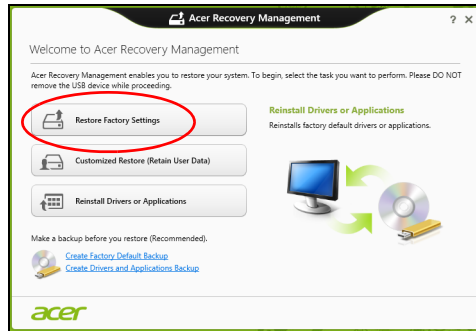 Acer Recovery Management
? X
Welcome to Acer Recovery Management
Acer Recovery Management enables you to restore your system. To begin, select the task you want to perform. Please DO NOT
remove the USB device while proceeding.
Restore Factory Settings
Customized Restore (Retain User Data)
Reinstall Drivers or Applications
Reinstall Drivers or Applications
Reinstalls factory default drivers or applications.
Make a backup before you restore (Recommended).
Create Factory Default Backup
Create Drivers and Applications Backup
acer